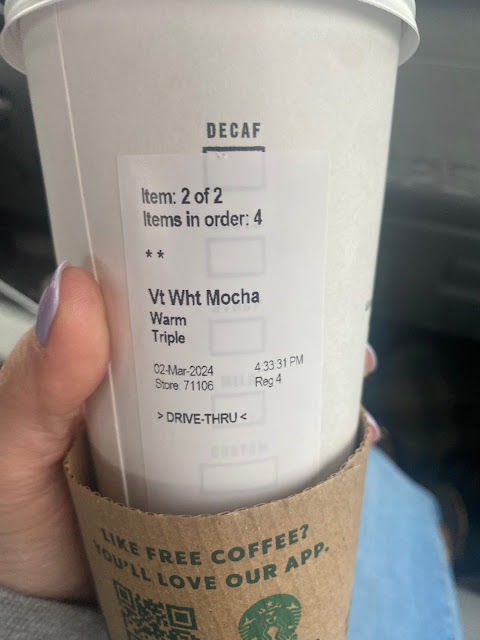 DECAF
Item: 2 of 2
Items in order: 4
**
Vt Wht Mocha
Warm
Triple
02-Mar-2024 4:33:31 PM
Store: 71106 Reg 4
> DRIVE-THRU <
CUSTOM
LIKE FREE COFFEE?
YOU'LL LOVE OUR APP.